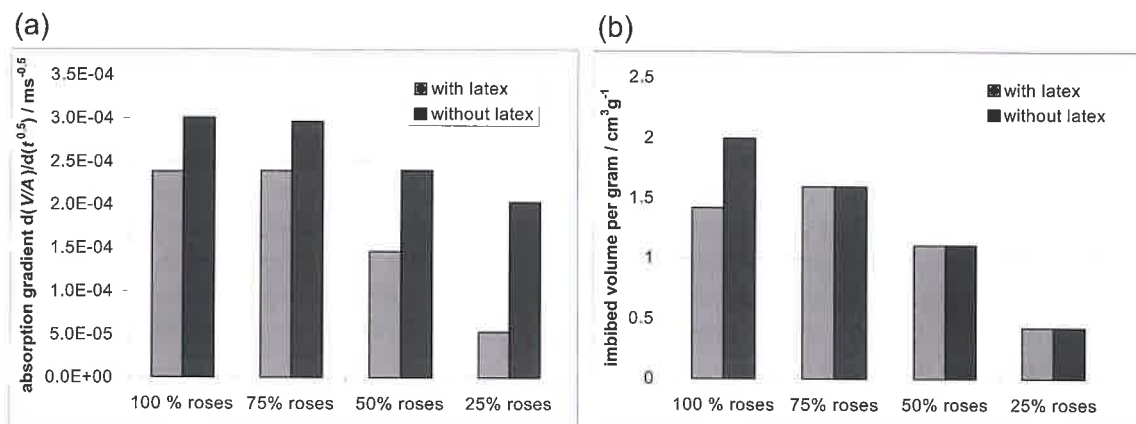 (a)
absorption gradient d(V/A)/d(t^0.5) / ms^-0.5
3.5E-04
3.0E-04
2.5E-04
2.0E-04
1.5E-04
1.0E-04
5.0E-05
0.0E+00
with latex
without latex
100 % roses 75% roses 50% roses 25% roses
(b)
imbibed volume per gram / cm³g⁻¹
2.5
2
1.5
1
0.5
0
with latex
without latex
100 % roses 75% roses 50% roses 25% roses